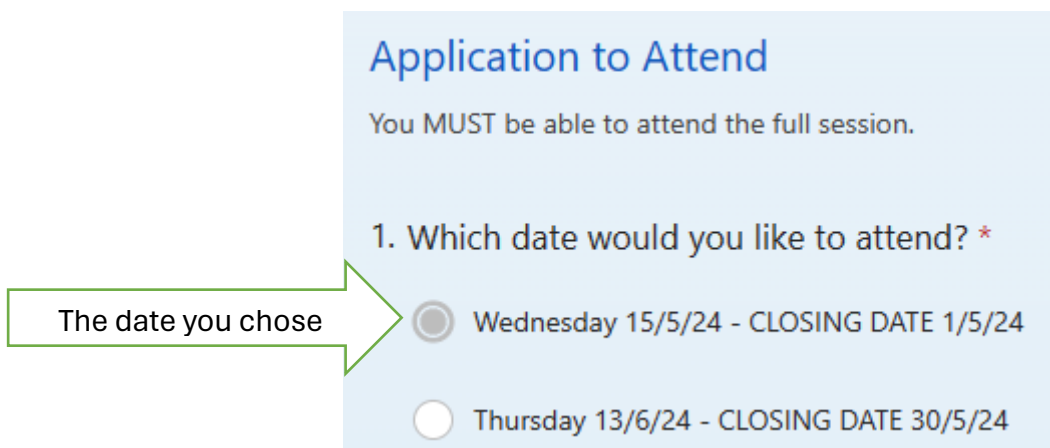 Application to Attend
You MUST be able to attend the full session.
1. Which date would you like to attend? *
The date you chose
Wednesday 15/5/24 - CLOSING DATE 1/5/24
Thursday 13/6/24 - CLOSING DATE 30/5/24